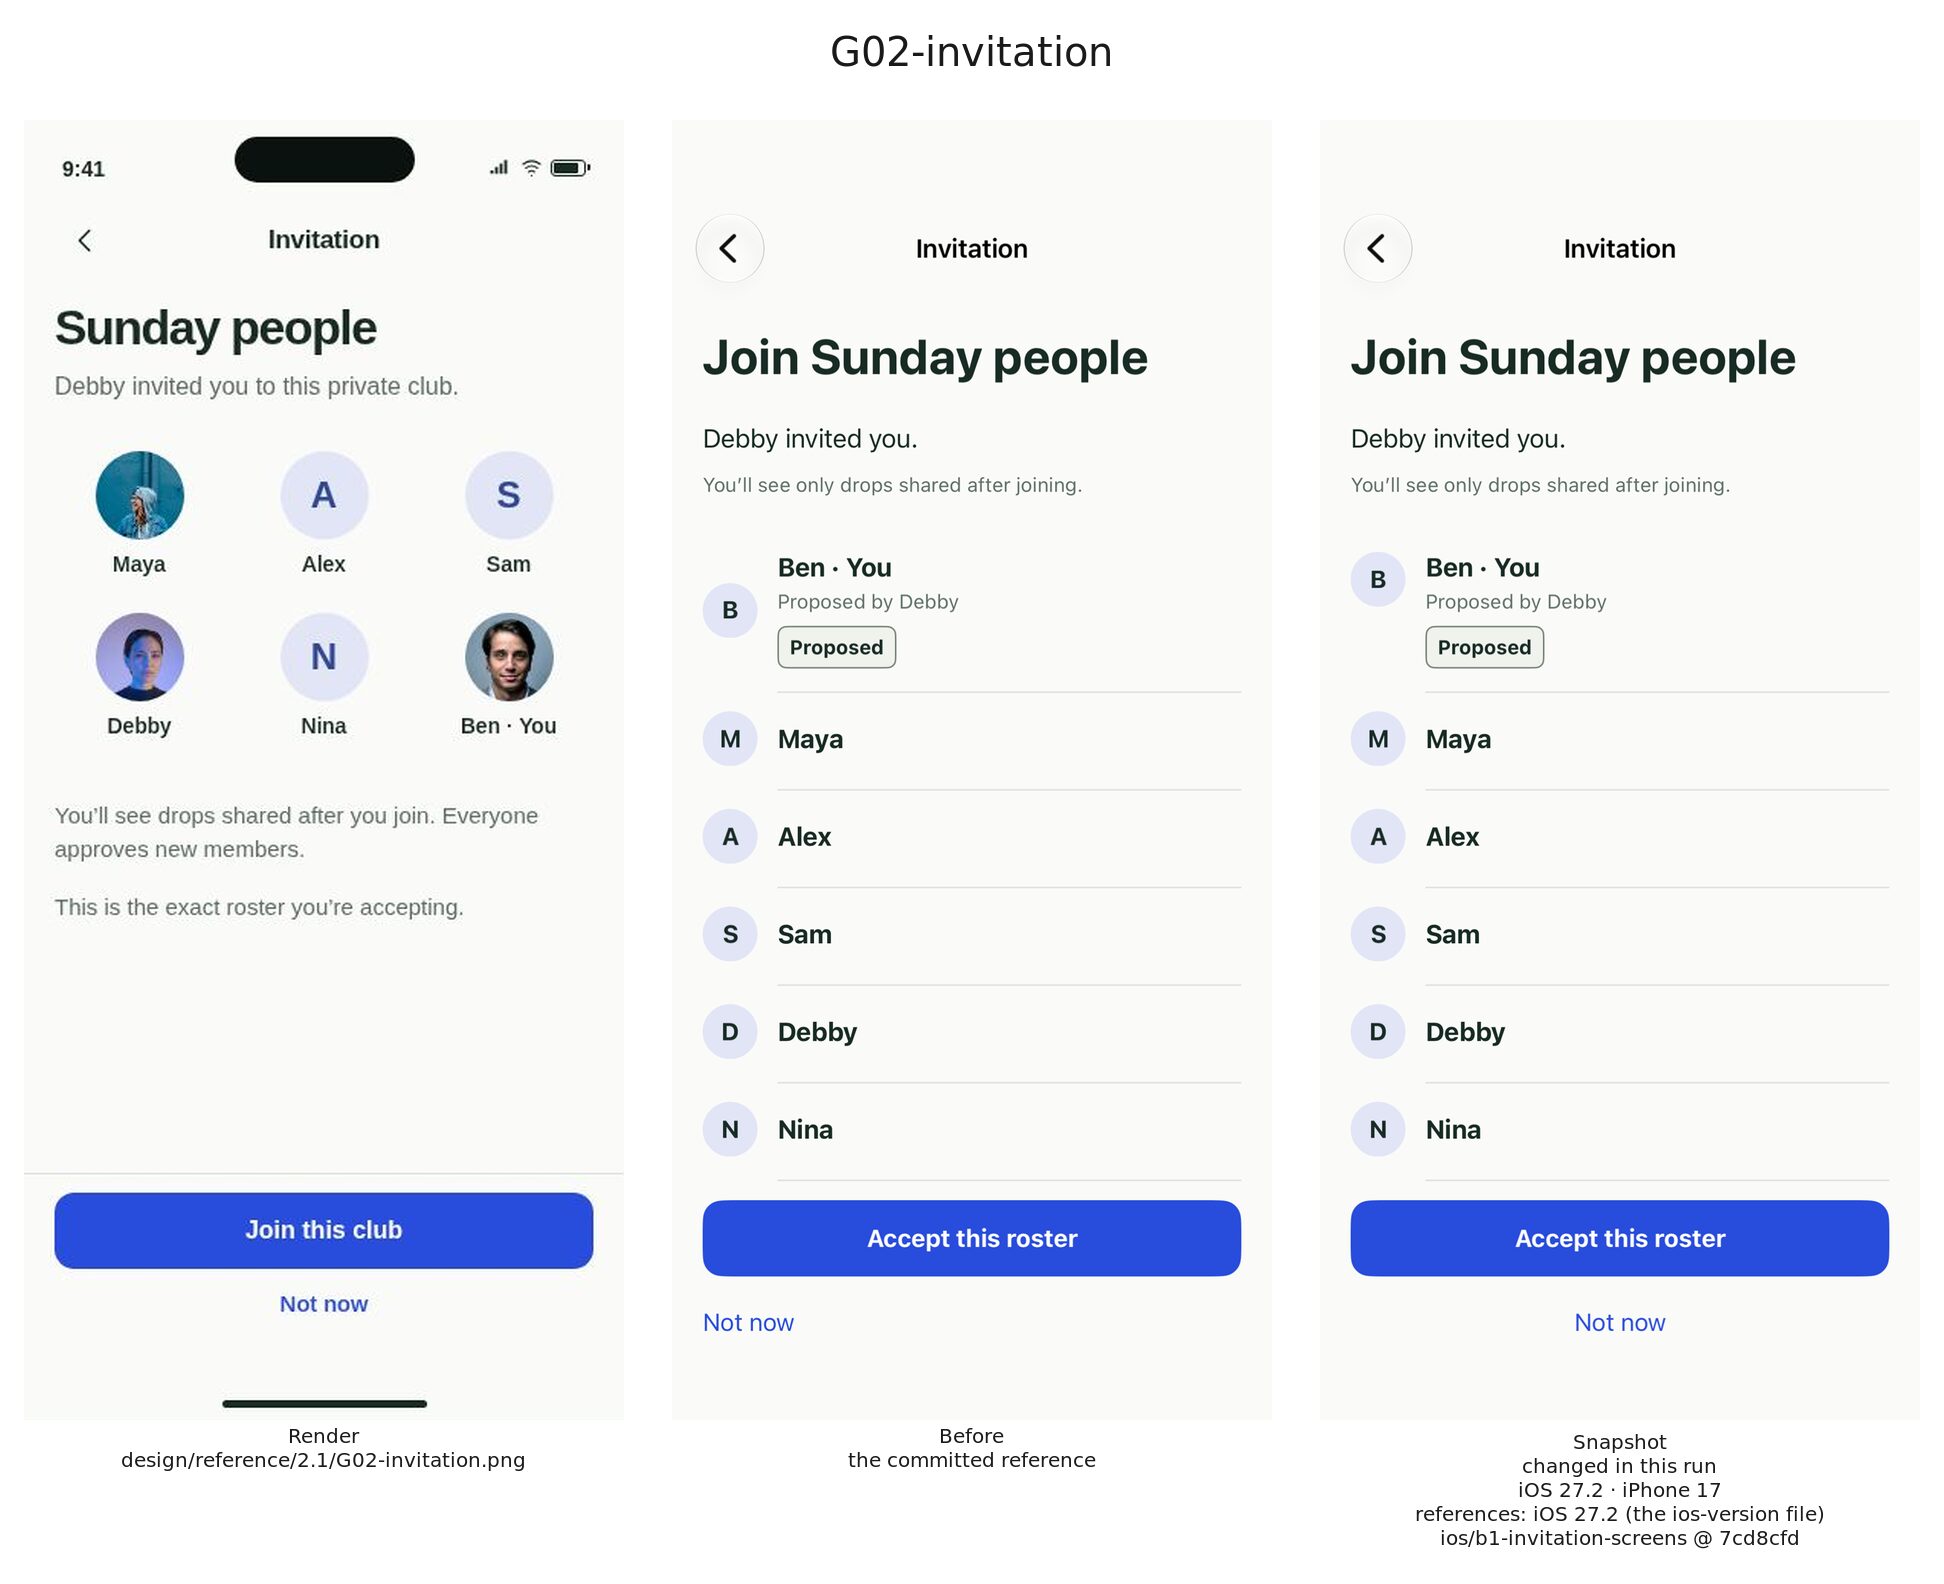 G02-invitation
9:41
Invitation
Sunday people
Debby invited you to this private club.
Maya
A
Alex
S
Sam
Debby
N
Nina
Ben · You
You’ll see drops shared after you join. Everyone
approves new members.
This is the exact roster you’re accepting.
Join this club
Not now
Render
design/reference/2.1/G02-invitation.png
Invitation
Join Sunday people
Debby invited you.
You’ll see only drops shared after joining.
B
Ben · You
Proposed by Debby
Proposed
M
Maya
A
Alex
S
Sam
D
Debby
N
Nina
Accept this roster
Not now
Before
the committed reference
Invitation
Join Sunday people
Debby invited you.
You’ll see only drops shared after joining.
B
Ben · You
Proposed by Debby
Proposed
M
Maya
A
Alex
S
Sam
D
Debby
N
Nina
Accept this roster
Not now
Snapshot
changed in this run
iOS 27.2 · iPhone 17
references: iOS 27.2 (the ios-version file)
ios/b1-invitation-screens @ 7cd8cfd